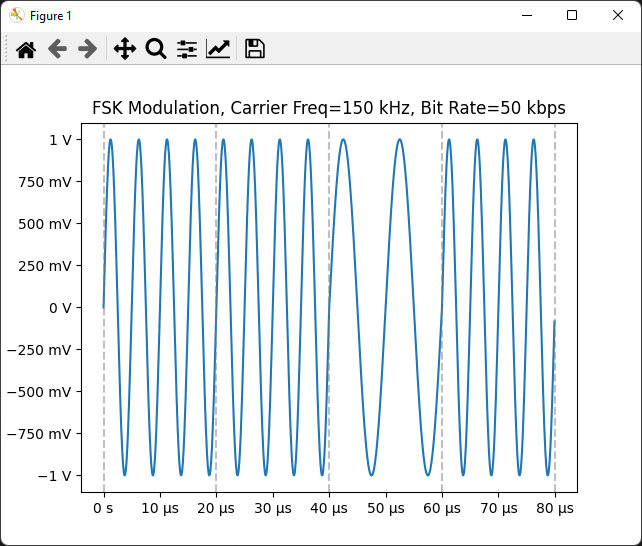 Figure 1
FSK Modulation, Carrier Freq=150 kHz, Bit Rate=50 kbps
1 V
750 mV
500 mV
250 mV
0 V
−250 mV
−500 mV
−750 mV
−1 V
0 s 10 µs 20 µs 30 µs 40 µs 50 µs 60 µs 70 µs 80 µs